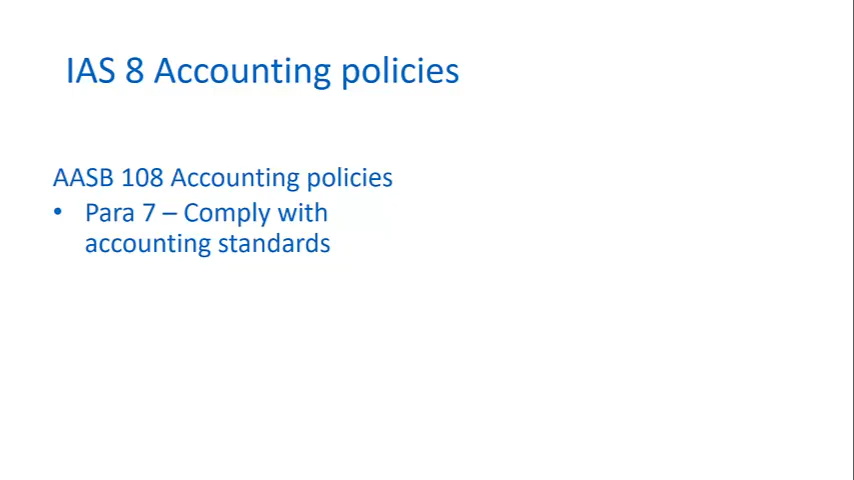 IAS 8 Accounting policies
AASB 108 Accounting policies
• Para 7 – Comply with
accounting standards